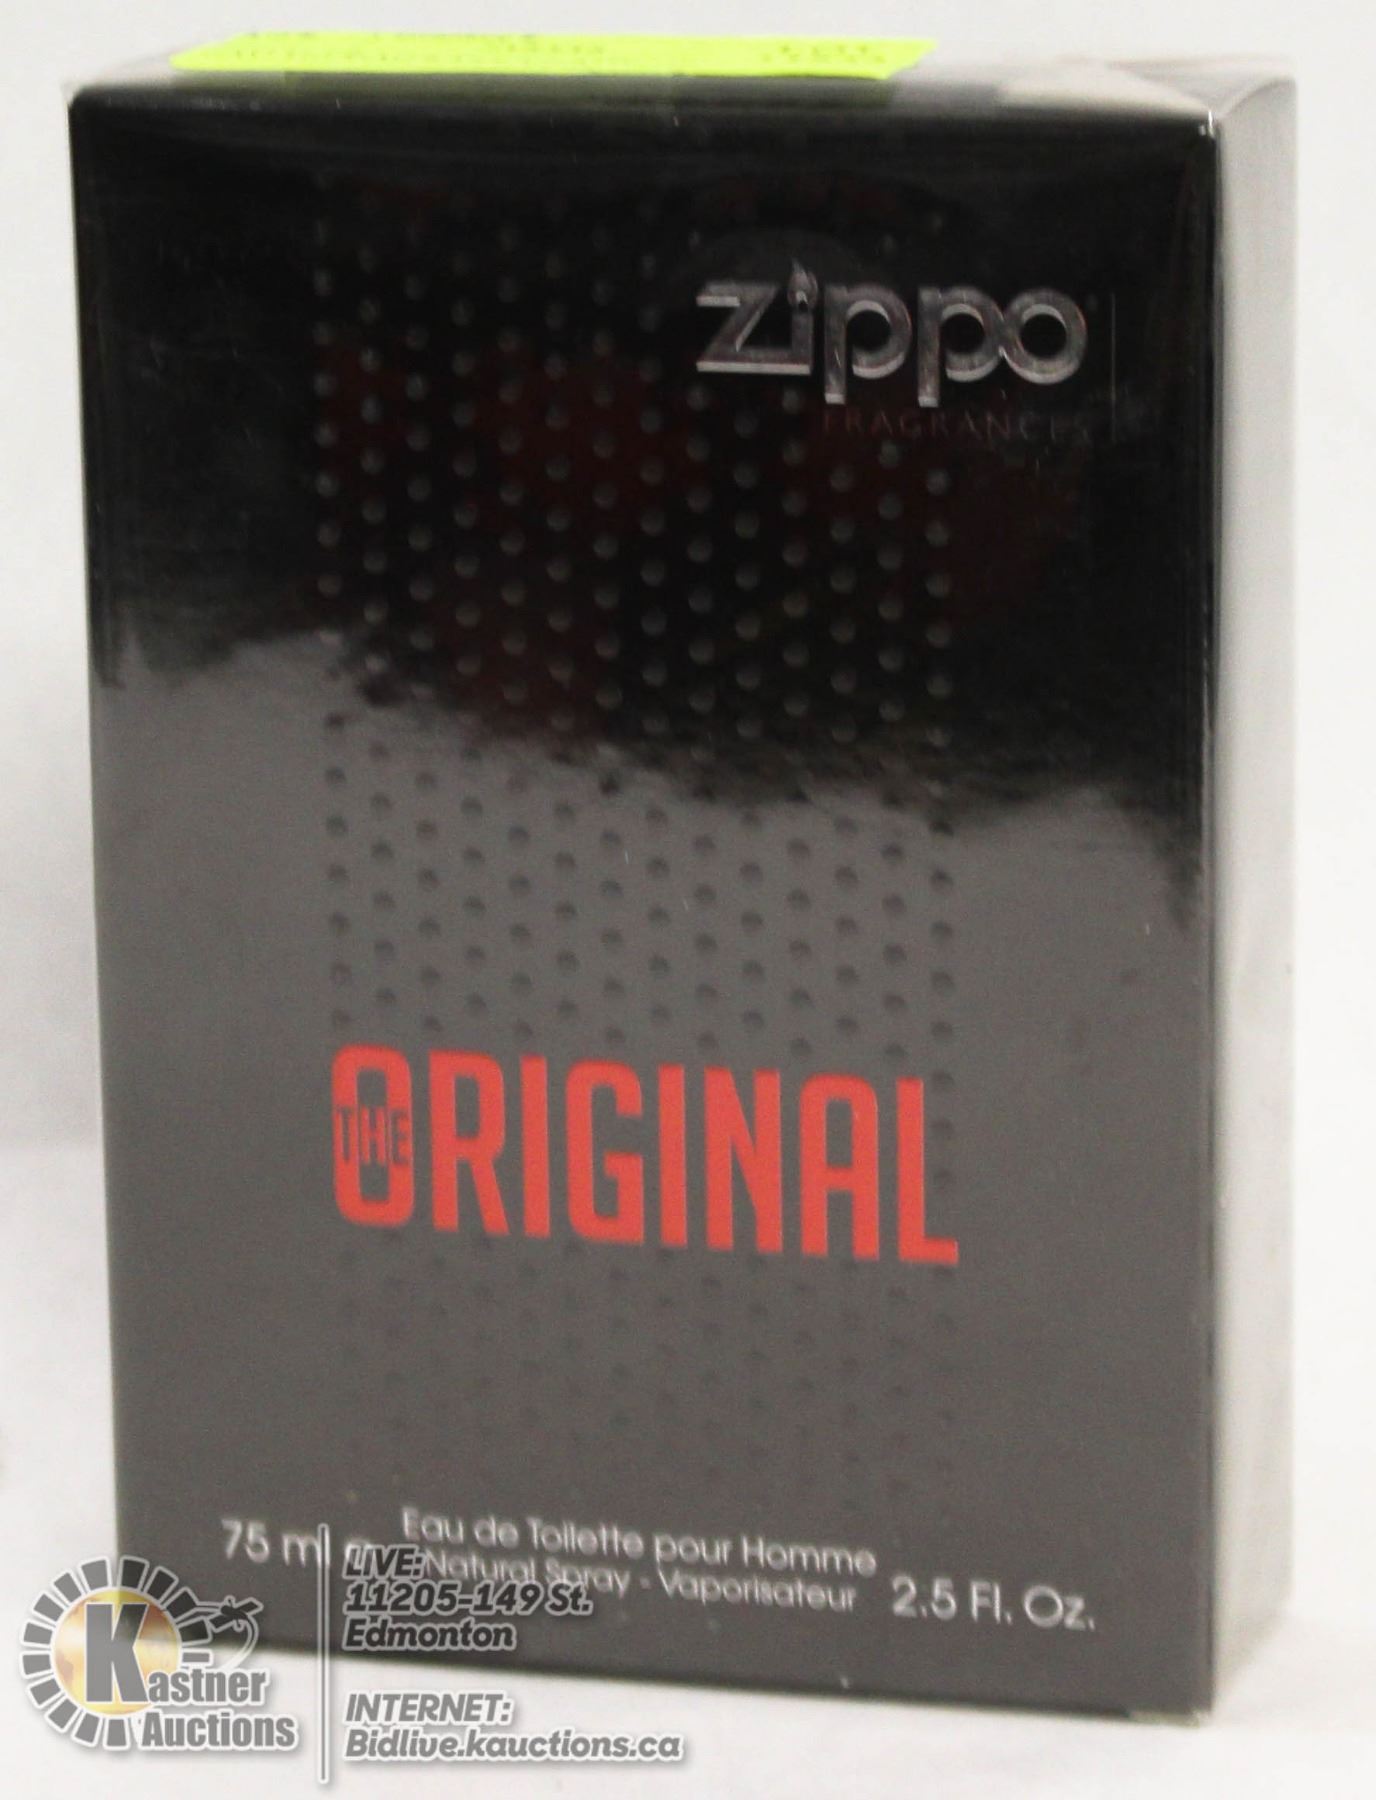 zippo
FRAGRANCES
THE ORIGINAL
Eau de Toilette pour Homme
75 ml
Natural Spray - Vaporisateur
2.5 Fl. Oz.
Kastner
Auctions
LIVE:
11205-149 St.
Edmonton
INTERNET:
Bidlive.kauctions.ca